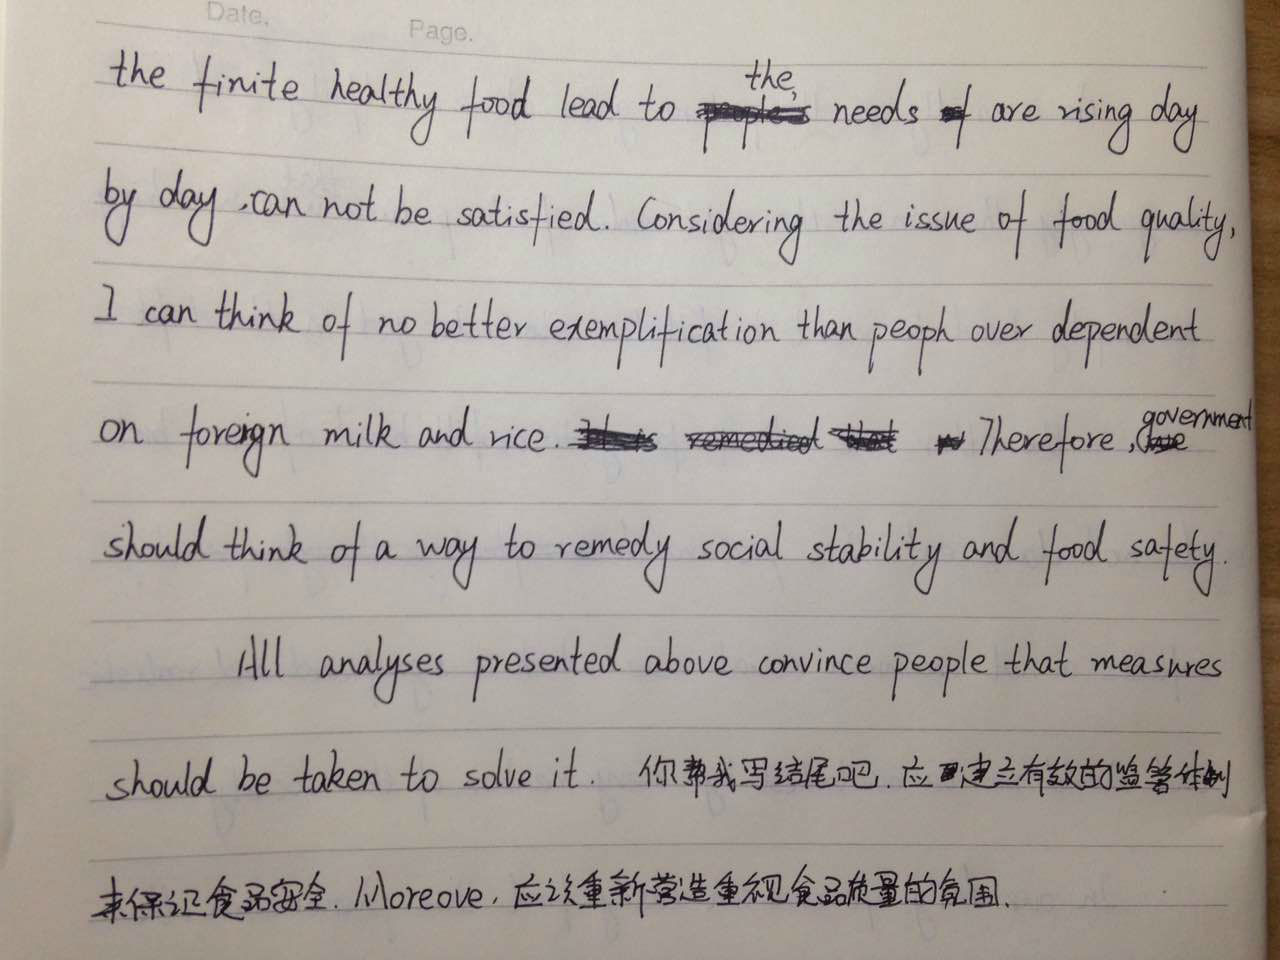 Date.
Page.
the
the finite healthy food lead to needs are rising day
by day, can not be satisfied. Considering the issue of food quality,
I can think of no better exemplification than peoph over dependent
on foreign milk and rice. Therefore, government
should think of a way to remedy social stability and food safety.
All analyses presented above convince people that measures
should be taken to solve it. 你帮我写结尾吧. 应建立有效的监管体制
来保记食品安全. Moreove, 应该重新营造重视食品质量的氛围.